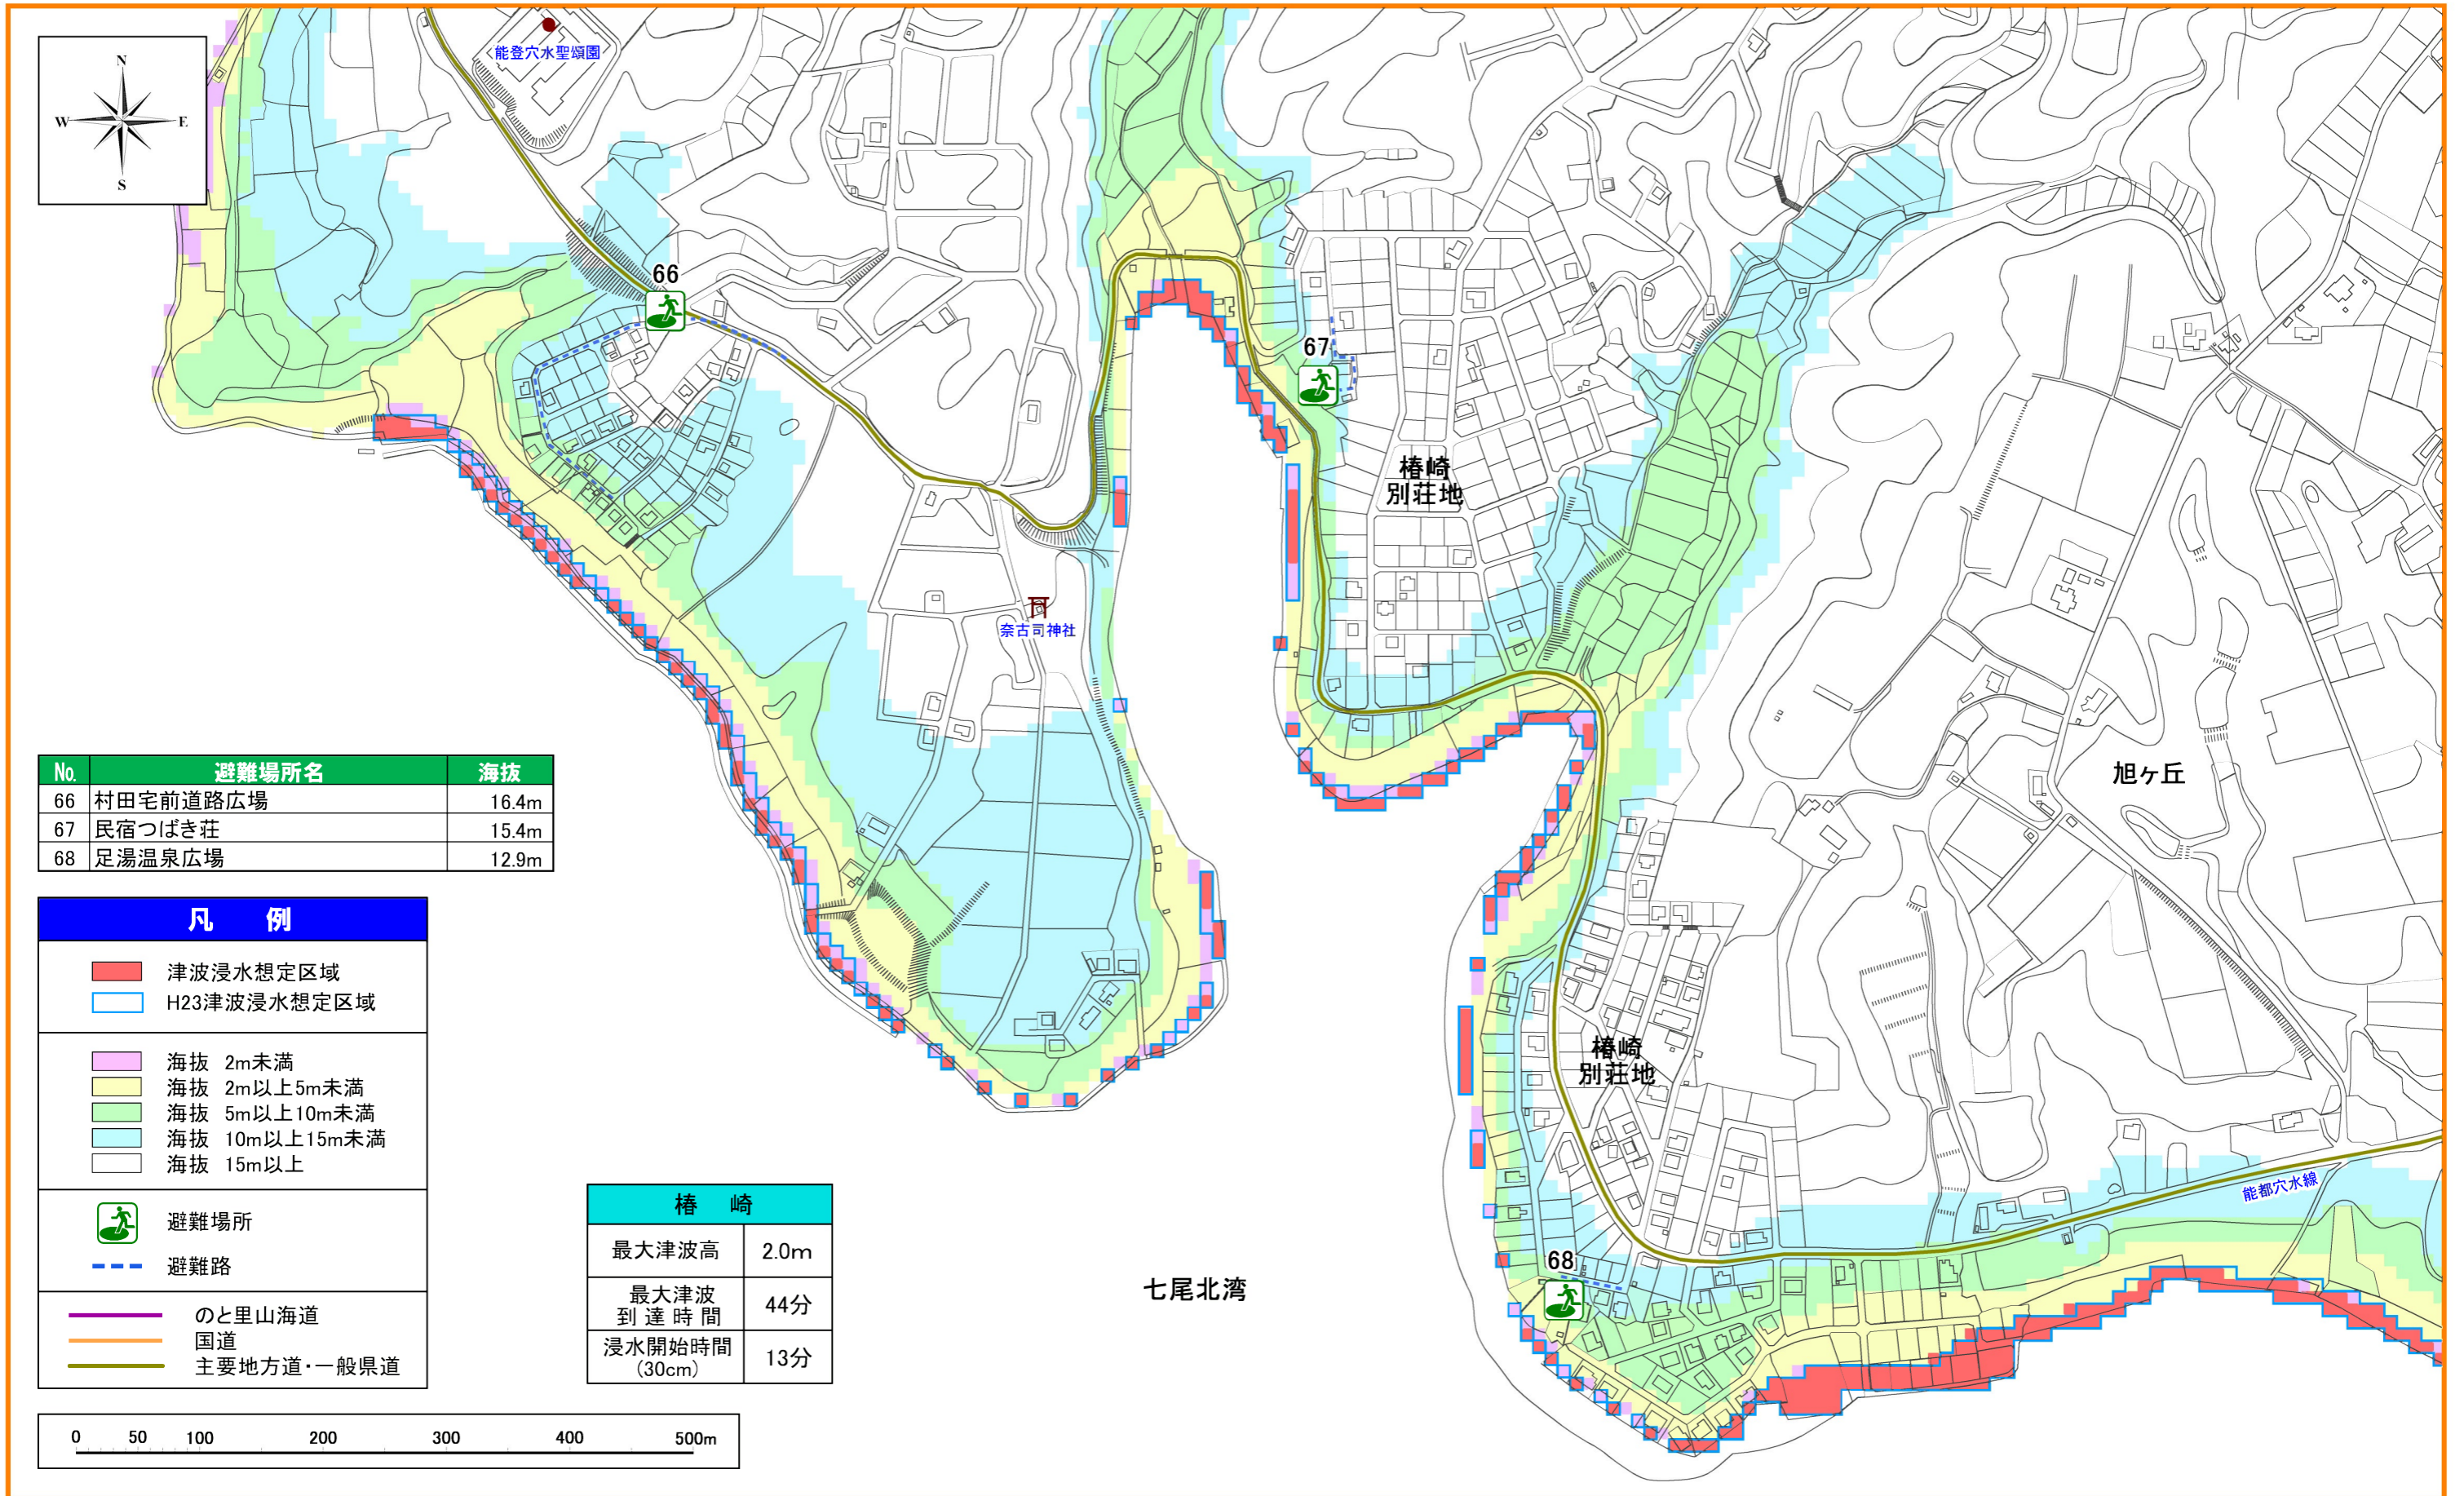 能登穴水聖頌園
N
W
E
S
66
67
椿崎
別荘地
奈古司神社
旭ヶ丘
No. 避難場所名 海抜
66 村田宅前道路広場 16.4m
67 民宿つばき荘 15.4m
68 足湯温泉広場 12.9m
凡 例
津波浸水想定区域
H23津波浸水想定区域
海抜 2m未満
海抜 2m以上5m未満
海抜 5m以上10m未満
海抜 10m以上15m未満
海抜 15m以上
避難場所
避難路
のと里山海道
国道
主要地方道・一般県道
椿 崎
最大津波高 2.0m
最大津波
到達時間 44分
浸水開始時間
(30cm) 13分
椿崎
別荘地
能都穴水線
68
七尾北湾
0 50 100 200 300 400 500m